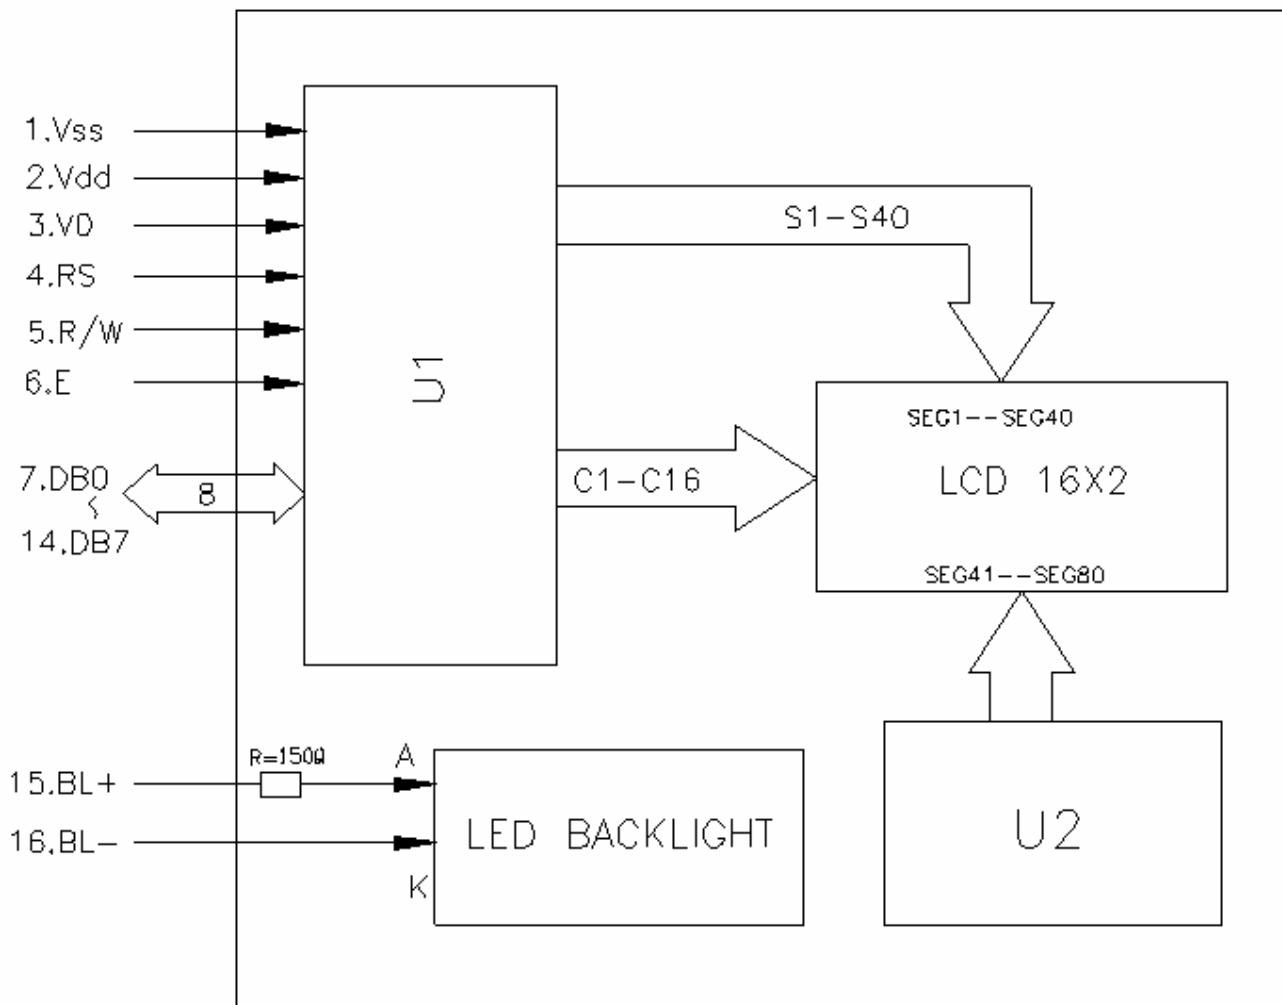 1.Vss
2.Vdd
3.VD
4.RS
5.R/W
6.E
7.DB0
14.DB7
8
U1
S1-S40
C1-C16
SEG1--SEG40
LCD 16X2
SEG41--SEG80
U2
15.BL+
16.BL-
R=150Ω
A
K
LED BACKLIGHT